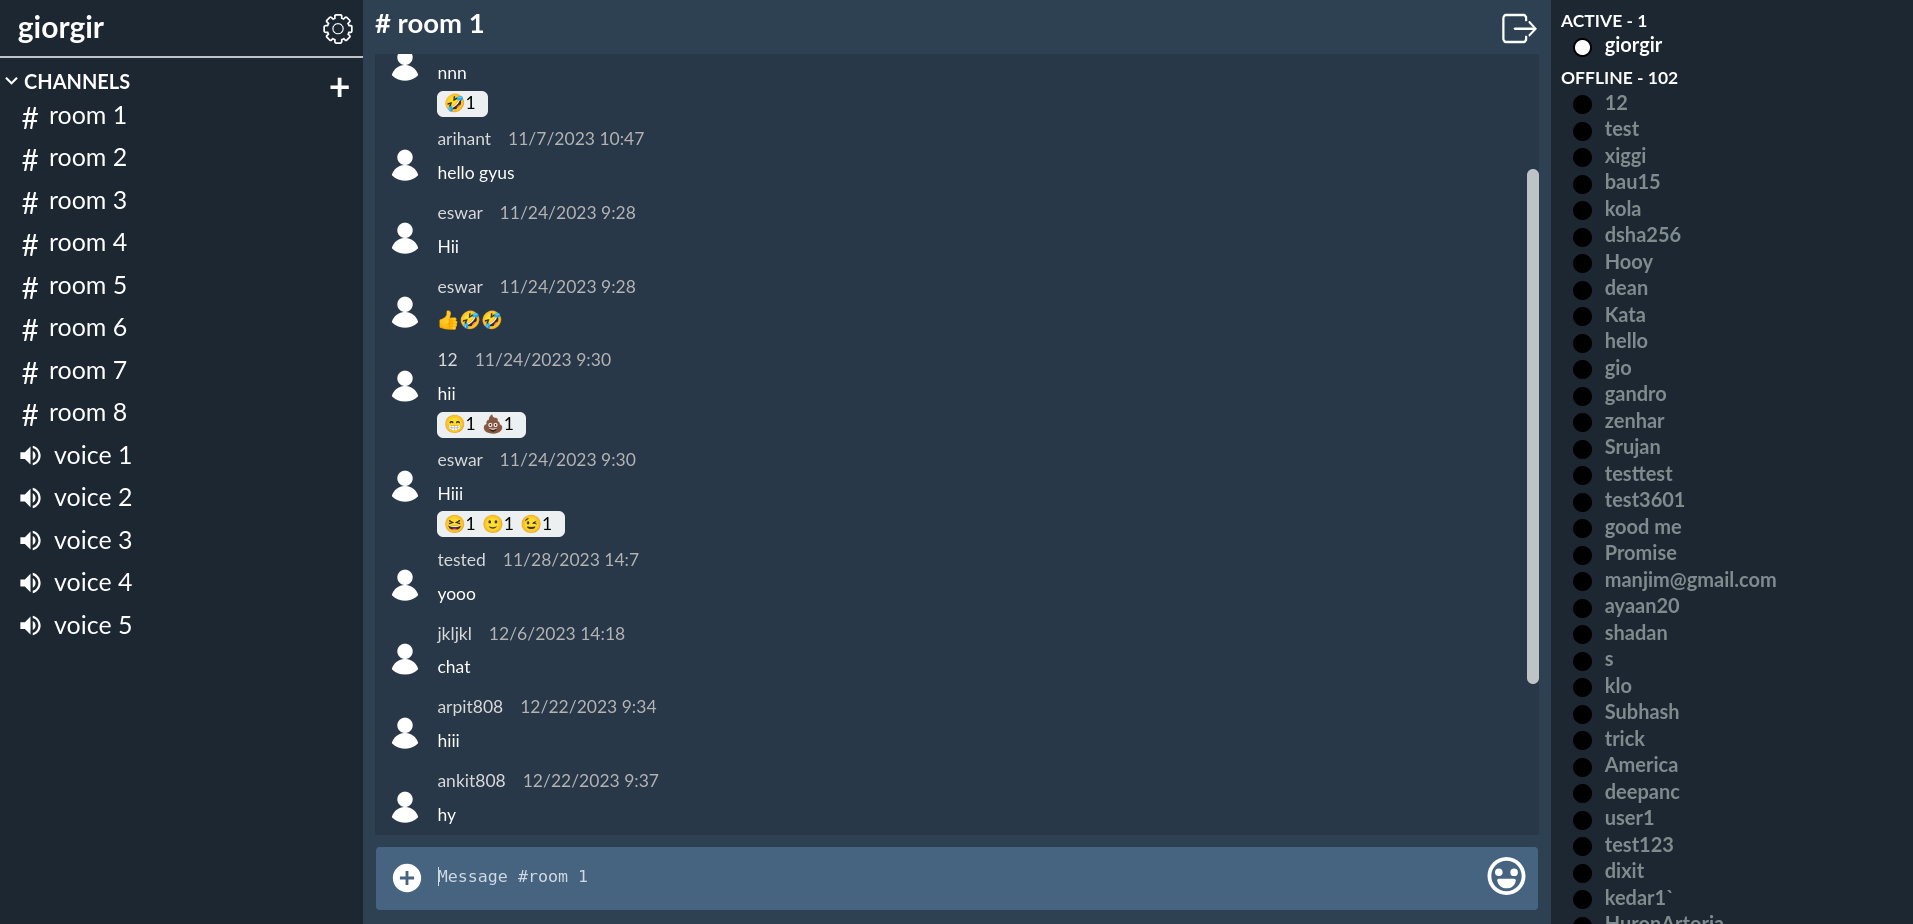 giorgir
CHANNELS
+
# room 1
# room 2
# room 3
# room 4
# room 5
# room 6
# room 7
# room 8
voice 1
voice 2
voice 3
voice 4
voice 5
# room 1
nnn
🤣1
arihant 11/7/2023 10:47
hello gyus
eswar 11/24/2023 9:28
Hii
eswar 11/24/2023 9:28
👍🤣🤣
12 11/24/2023 9:30
hii
😁1 💩1
eswar 11/24/2023 9:30
Hiii
😆1 🙂1 😉1
tested 11/28/2023 14:7
yooo
jkljkl 12/6/2023 14:18
chat
arpit808 12/22/2023 9:34
hiii
ankit808 12/22/2023 9:37
hy
Message #room 1
ACTIVE - 1
giorgir
OFFLINE - 102
12
test
xiggi
bau15
kola
dsha256
Hooy
dean
Kata
hello
gio
gandro
zenhar
Srujan
testtest
test3601
good me
Promise
manjim@gmail.com
ayaan20
shadan
s
klo
Subhash
trick
America
deepanc
user1
test123
dixit
kedar1`